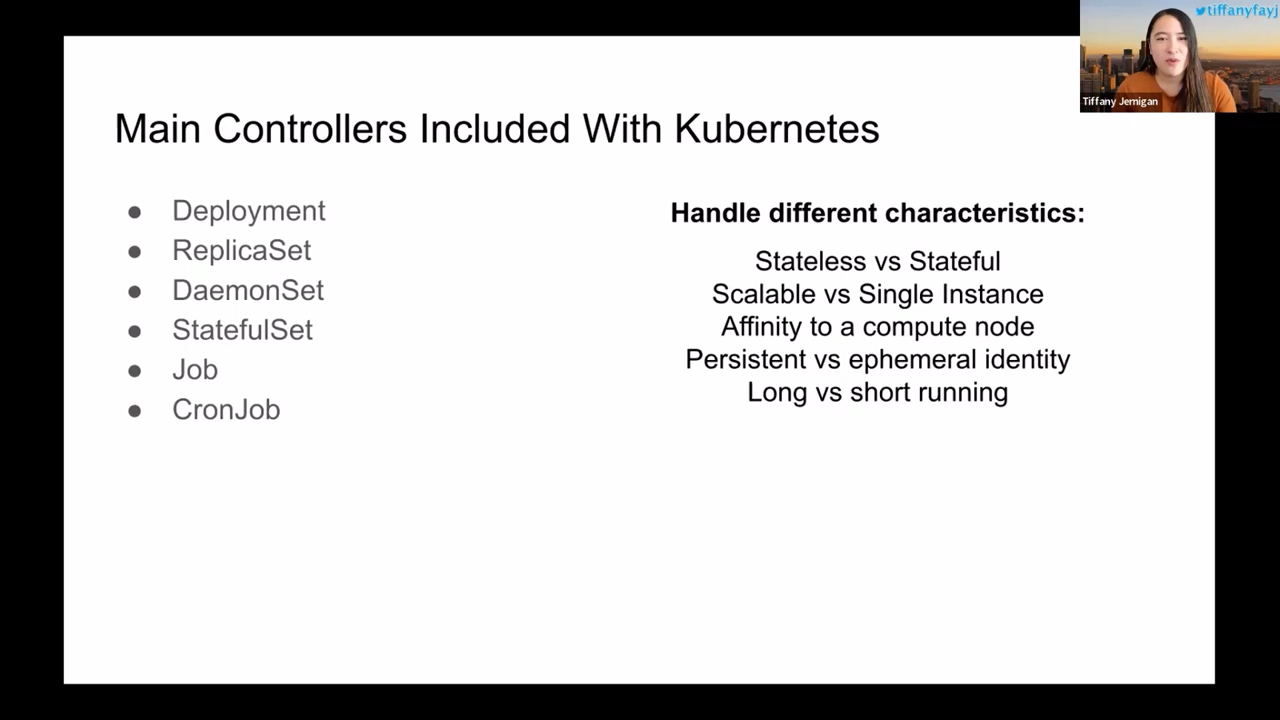 tiffanyfayj
Tiffany Jernigan
Main Controllers Included With Kubernetes
● Deployment
● ReplicaSet
● DaemonSet
● StatefulSet
● Job
● CronJob
Handle different characteristics:
Stateless vs Stateful
Scalable vs Single Instance
Affinity to a compute node
Persistent vs ephemeral identity
Long vs short running